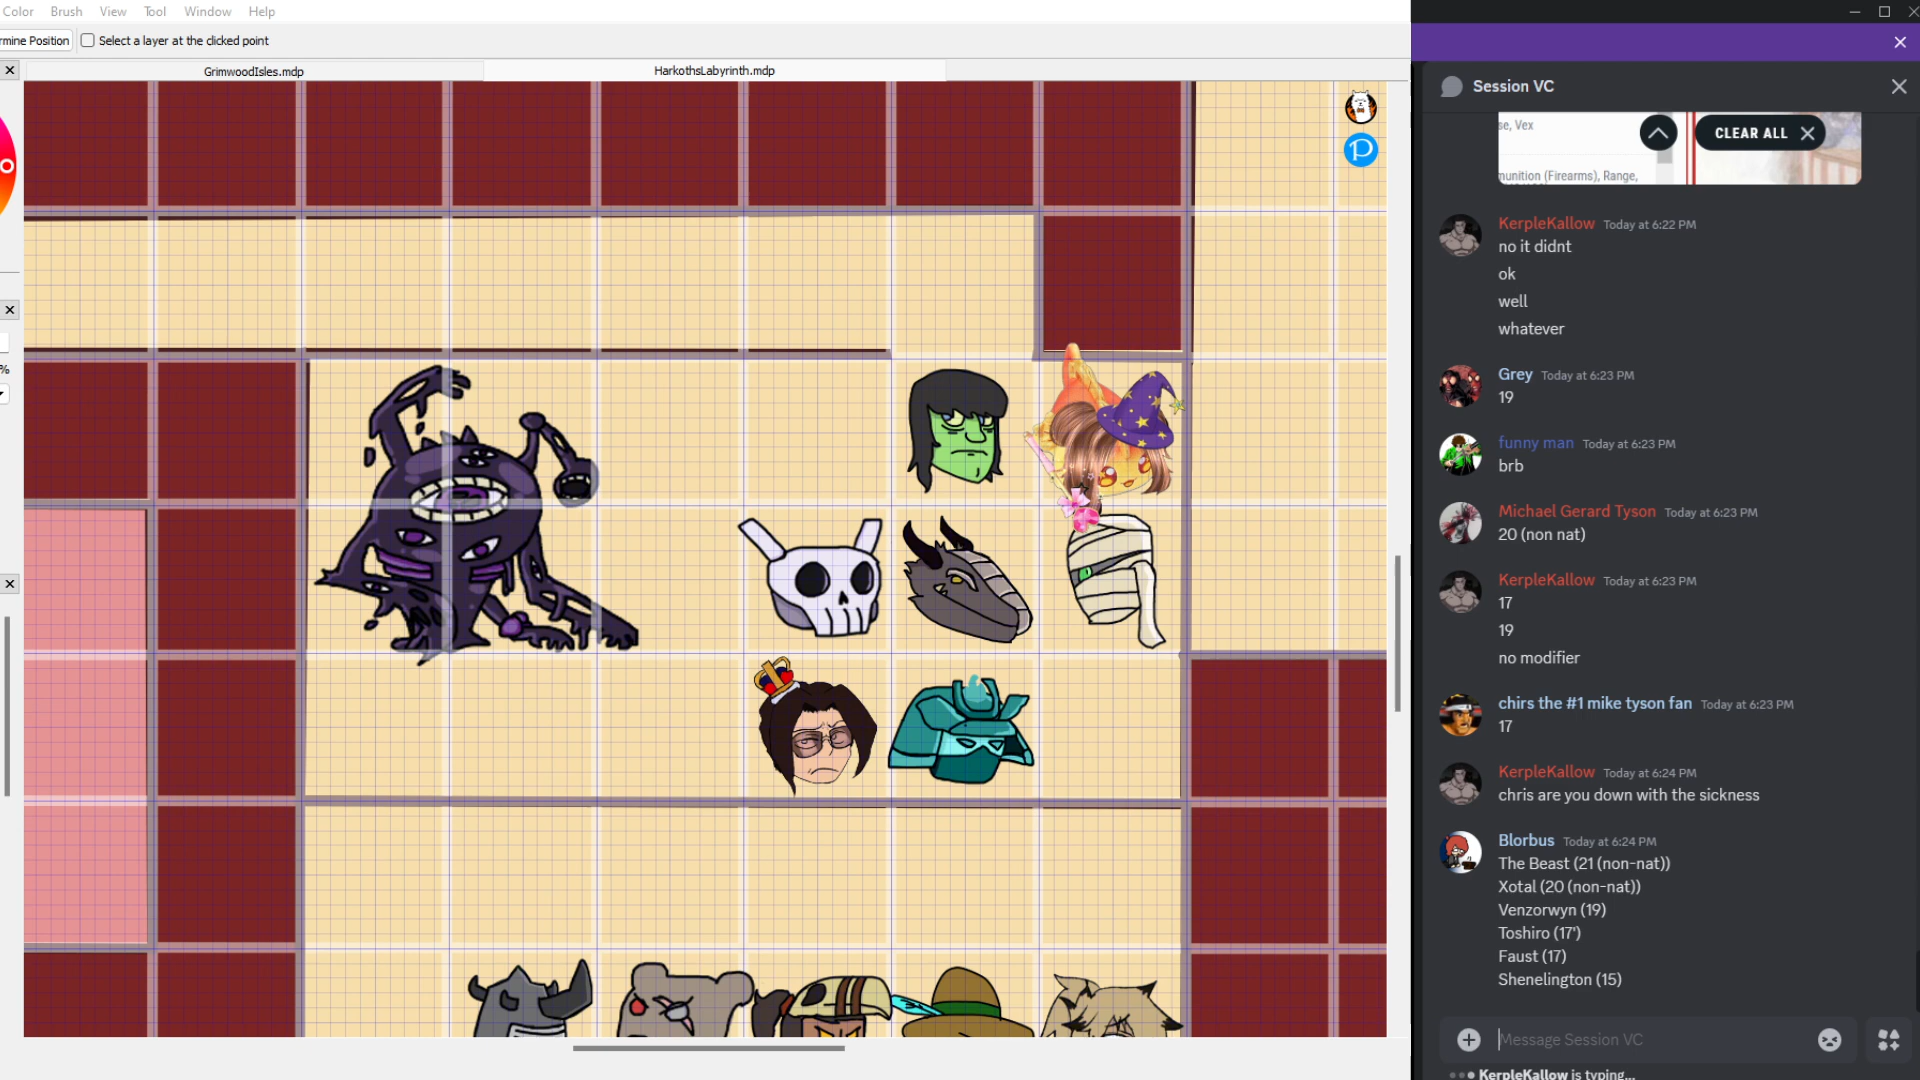 Color Brush View Tool Window Help
rmine Position Select a layer at the clicked point
GrimwoodIsles.mdp HarkothsLabyrinth.mdp
%
Session VC
se, Vex
CLEAR ALL
munition (Firearms), Range,
KerpleKallow Today at 6:22 PM
no it didnt
ok
well
whatever
Grey Today at 6:23 PM
19
funny man Today at 6:23 PM
brb
Michael Gerard Tyson Today at 6:23 PM
20 (non nat)
KerpleKallow Today at 6:23 PM
17
19
no modifier
chirs the #1 mike tyson fan Today at 6:23 PM
17
KerpleKallow Today at 6:24 PM
chris are you down with the sickness
Blorbus Today at 6:24 PM
The Beast (21 (non-nat))
Xotal (20 (non-nat))
Venzorwyn (19)
Toshiro (17')
Faust (17)
Shenelington (15)
Message Session VC
KerpleKallow is typing...